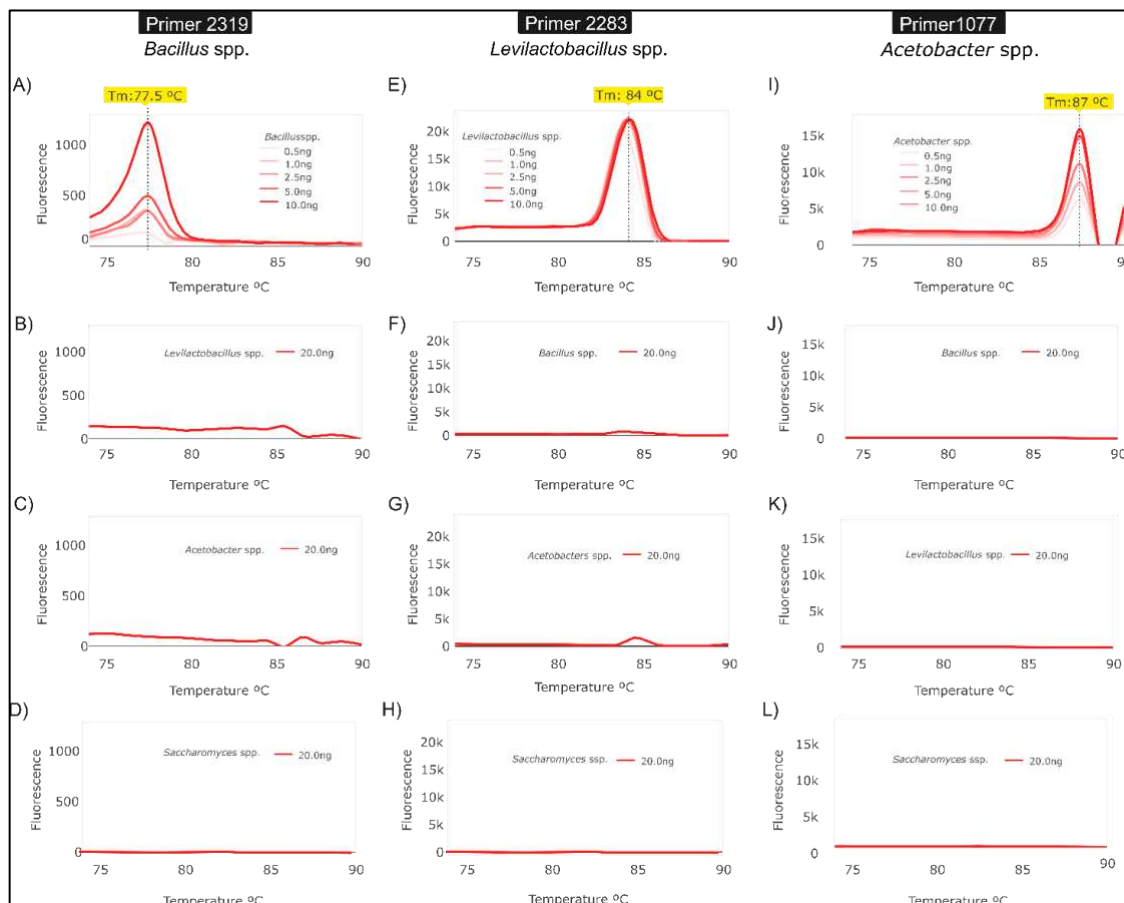 Primer 2319
Bacillus spp.
Primer 2283
Levilactobacillus spp.
Primer1077
Acetobacter spp.
A)
Tm:77.5 ºC
Fluorescence
1000
500
0
Bacillusspp.
0.5ng
1.0ng
2.5ng
5.0ng
10.0ng
75 80 85 90
Temperature ºC
E)
Tm: 84 ºC
Fluorescence
20k
15k
10k
5k
0
Levilactobacillus spp.
0.5ng
1.0ng
2.5ng
5.0ng
10.0ng
75 80 85 90
Temperature ºC
I)
Tm:87 ºC
Fluorescence
15k
10k
5k
0
Acetobacter spp.
0.5ng
1.0ng
2.5ng
5.0ng
10.0ng
75 80 85 90
Temperature ºC
B)
Fluorescence
1000
500
0
Levilactobacillus spp. 20.0ng
75 80 85 90
Temperature ºC
F)
Fluorescence
20k
15k
10k
5k
0
Bacillus spp. 20.0ng
75 80 85 90
Temperature ºC
J)
Fluorescence
15k
10k
5k
0
Bacillus spp. 20.0ng
75 80 85 90
Temperature ºC
C)
Fluorescence
1000
500
0
Acetobacter spp. 20.0ng
75 80 85 90
Temperature ºC
G)
Fluorescence
20k
15k
10k
5k
0
Acetobacters spp. 20.0ng
75 80 85 90
Temperature ºC
K)
Fluorescence
15k
10k
5k
0
Levilactobacillus spp. 20.0ng
75 80 85 90
Temperature ºC
D)
Fluorescence
1000
500
0
Saccharomyces spp. 20.0ng
75 80 85 90
Temperature ºC
H)
Fluorescence
20k
15k
10k
5k
0
Saccharomyces ssp. 20.0ng
75 80 85 90
Temperature ºC
L)
Fluorescence
15k
10k
5k
0
Saccharomyces ssp. 20.0ng
75 80 85 90
Temperature ºC